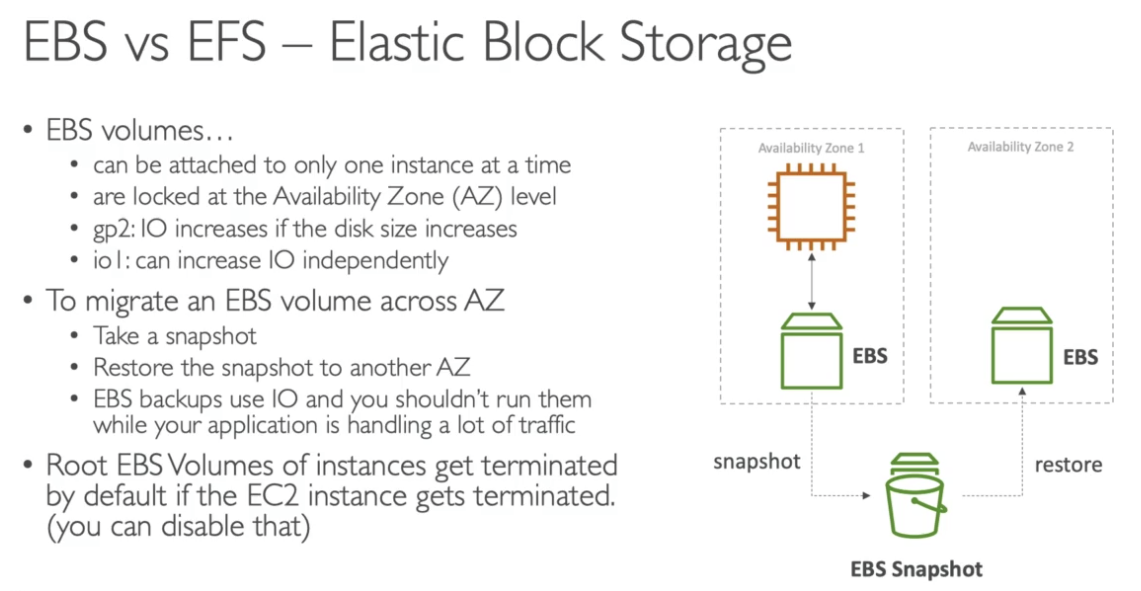 EBS vs EFS – Elastic Block Storage
• EBS volumes…
• can be attached to only one instance at a time
• are locked at the Availability Zone (AZ) level
• gp2: IO increases if the disk size increases
• io1: can increase IO independently
• To migrate an EBS volume across AZ
• Take a snapshot
• Restore the snapshot to another AZ
• EBS backups use IO and you shouldn't run them
while your application is handling a lot of traffic
• Root EBS Volumes of instances get terminated
by default if the EC2 instance gets terminated.
(you can disable that)
Availability Zone 1
EBS
Availability Zone 2
EBS
snapshot
restore
EBS Snapshot